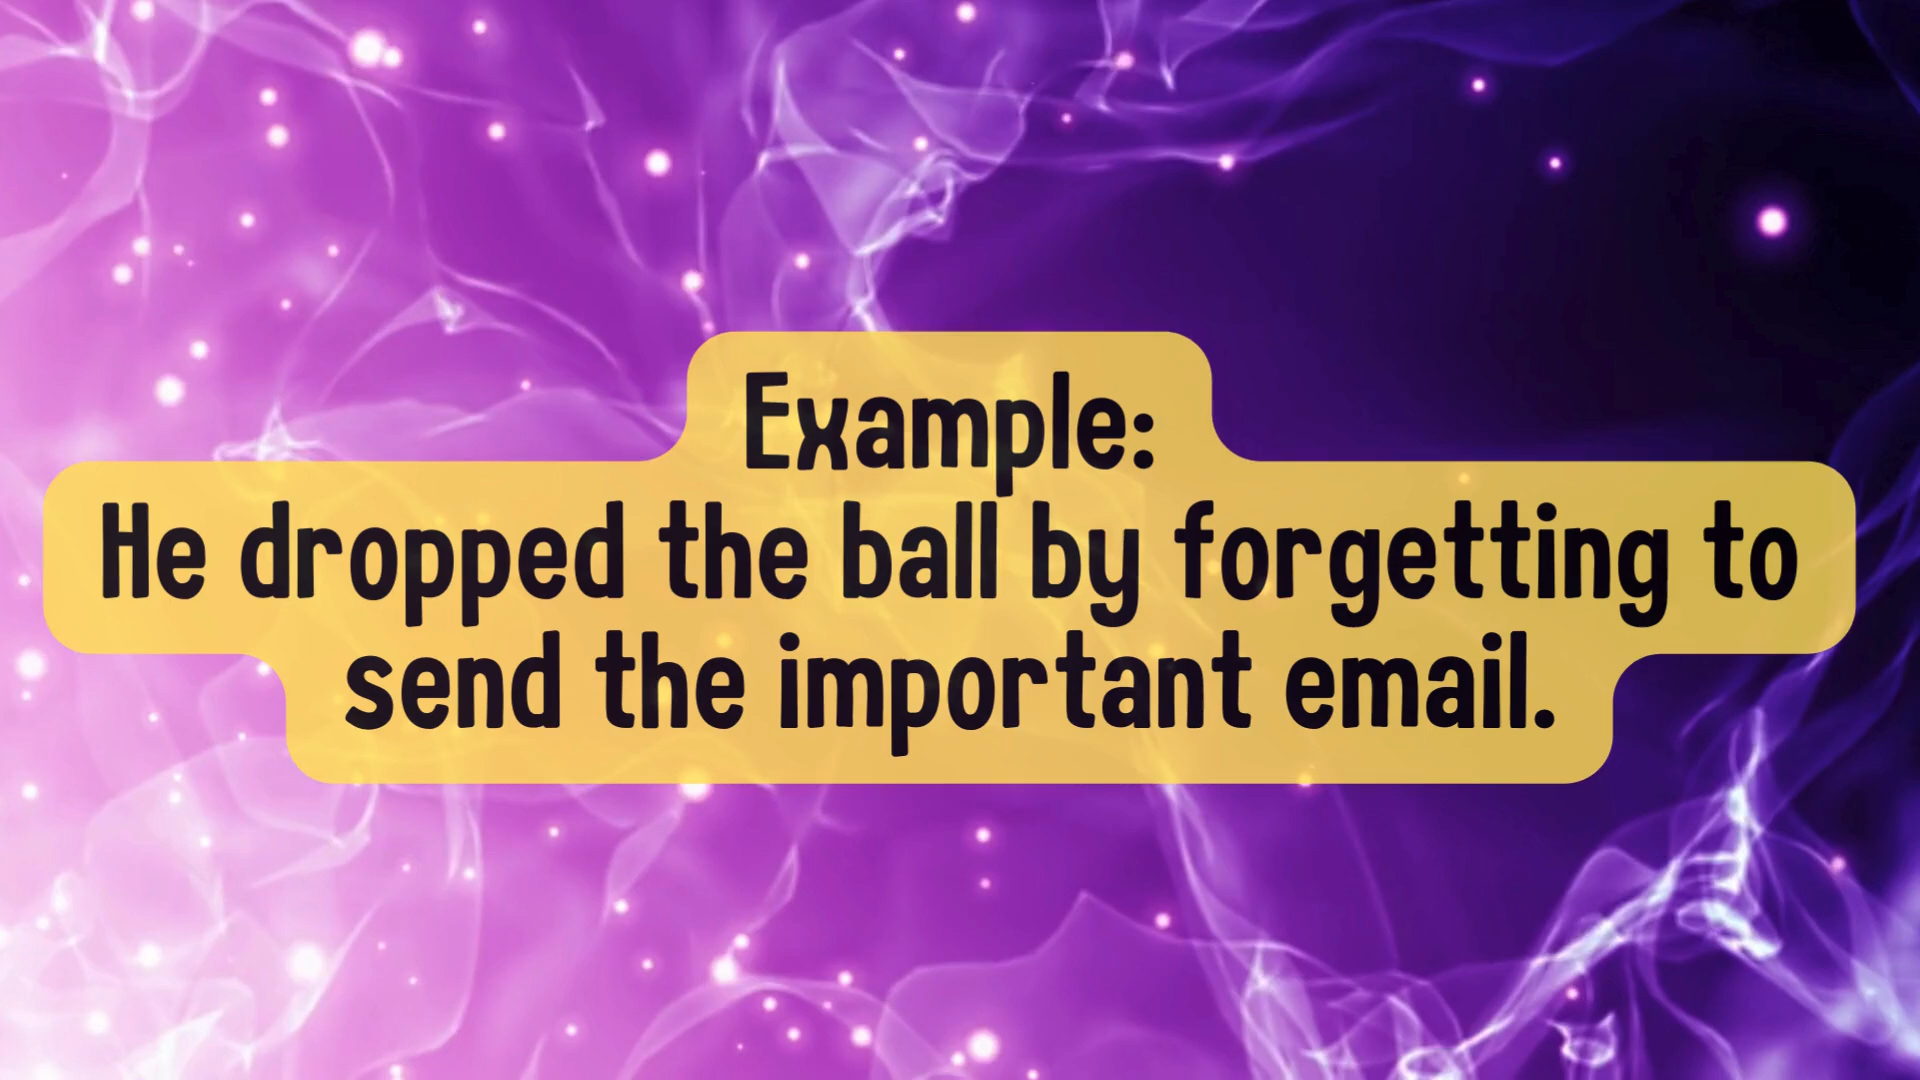 Example:
He dropped the ball by forgetting to
send the important email.